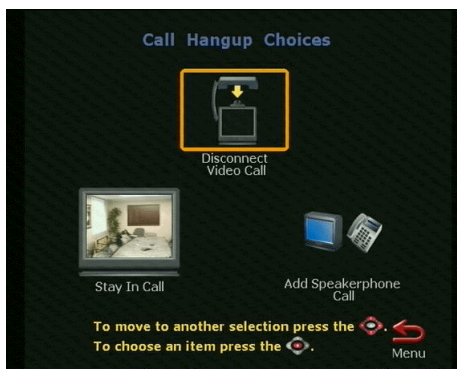 Call Hangup Choices
Disconnect
Video Call
Stay In Call
Add Speakerphone
Call
To move to another selection press the .
To choose an item press the .
Menu